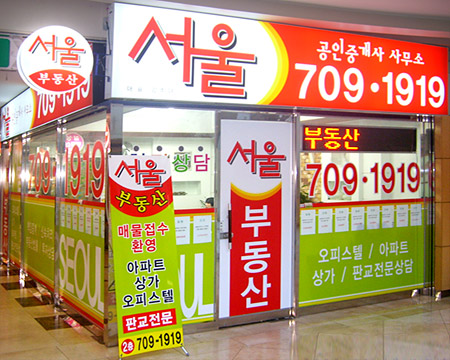 서울
부동산
서울
공인중개사 사무소
709·1919
부동산
709·1919
1919
상담
서울
부동산
서울
부동산
매물접수
환영
아파트
상가
오피스텔
판교전문
709-1919
오피스텔 / 아파트
상가 / 판교전문상담
SEOUL
UL